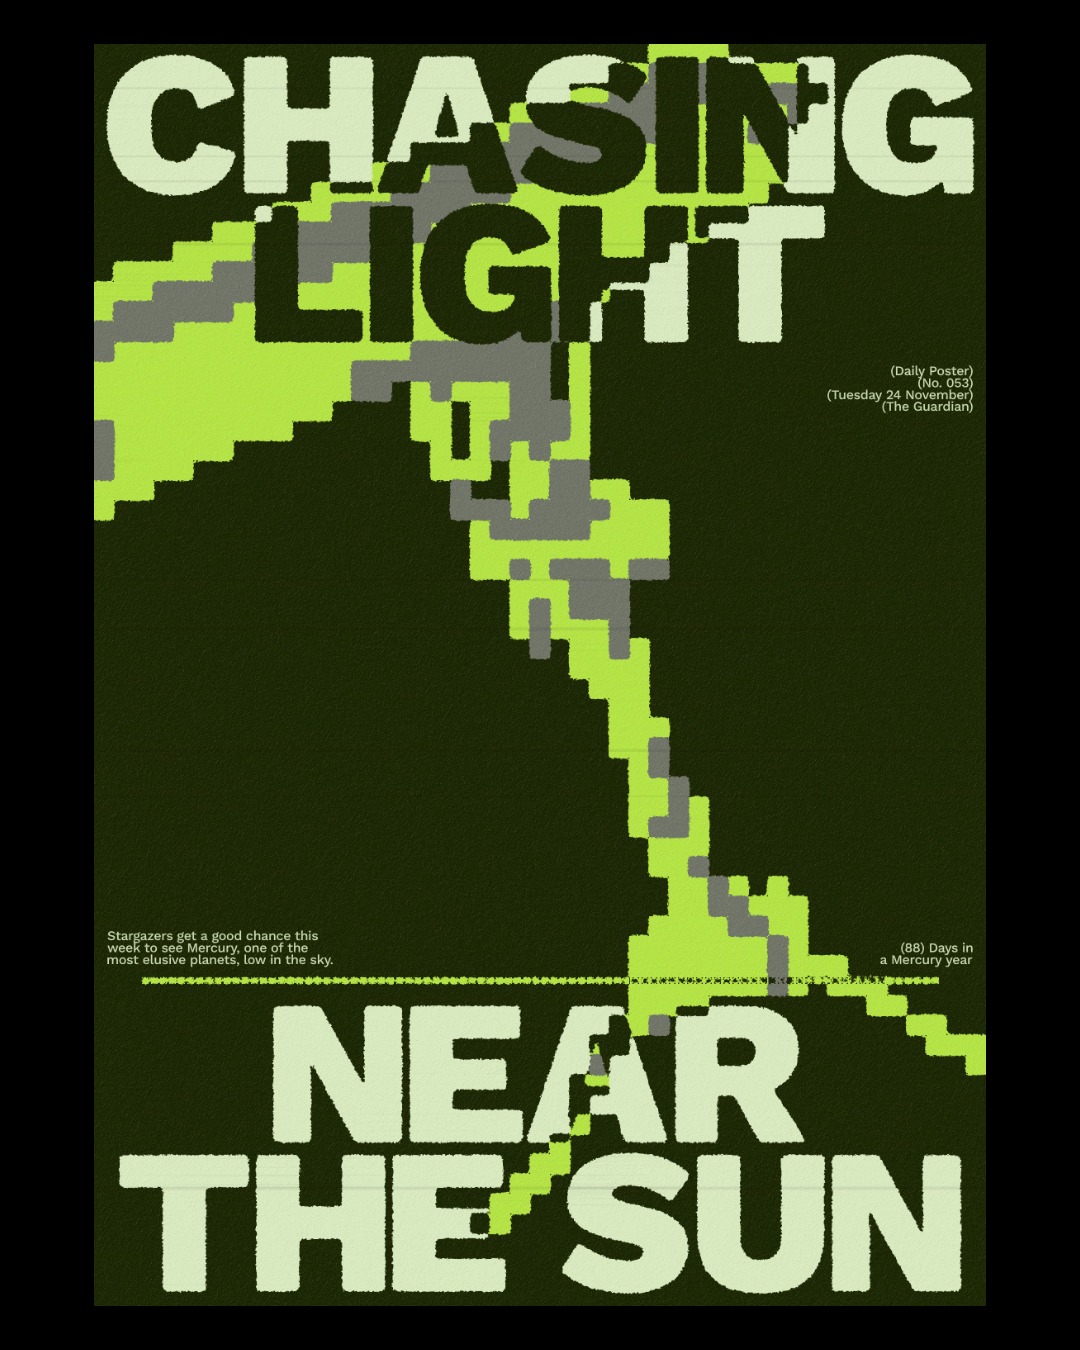 CHASING
LIGHT
(Daily Poster)
(No. 053)
(Tuesday 24 November)
(The Guardian)
Stargazers get a good chance this
week to see Mercury, one of the
most elusive planets, low in the sky.
(88) Days in
a Mercury year
NEAR
THE SUN